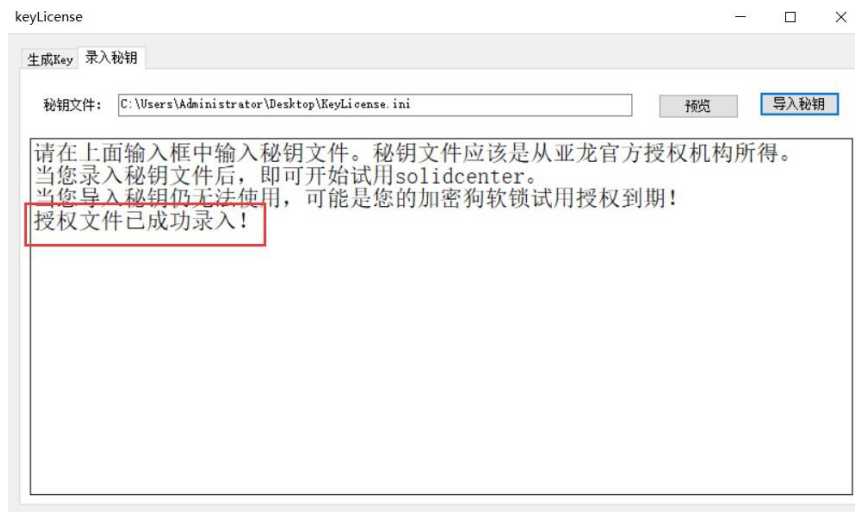 keyLicense
生成Key 录入秘钥
秘钥文件: C:\Users\Administrator\Desktop\KeyLicense.ini 预览 导入秘钥
请在上面输入框中输入秘钥文件。秘钥文件应该是从亚龙官方授权机构所得。
当您录入秘钥文件后，即可开始试用solidcenter。
当您导入秘钥仍无法使用，可能是您的加密狗软锁试用授权到期！
授权文件已成功录入！